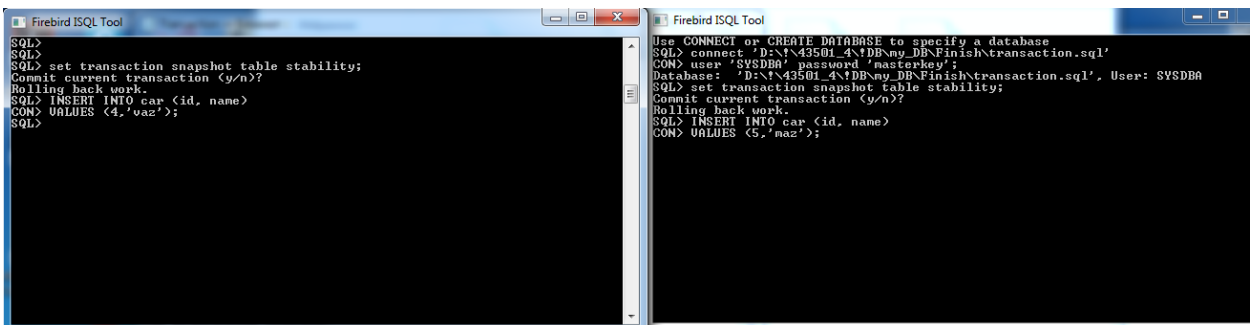 Firebird ISQL Tool
SQL>
SQL>
SQL> set transaction snapshot table stability;
Commit current transaction (y/n)?
Rolling back work.
SQL> INSERT INTO car (id, name)
CON> VALUES (4,'vaz');
SQL>
Firebird ISQL Tool
Use CONNECT or CREATE DATABASE to specify a database
SQL> connect 'D:\!\43501_4\!DB\my_DB\Finish\transaction.sql'
CON> user 'SYSDBA' password 'masterkey';
Database:  'D:\!\43501_4\!DB\my_DB\Finish\transaction.sql', User: SYSDBA
SQL> set transaction snapshot table stability;
Commit current transaction (y/n)?
Rolling back work.
SQL> INSERT INTO car (id, name)
CON> VALUES (5,'maz');